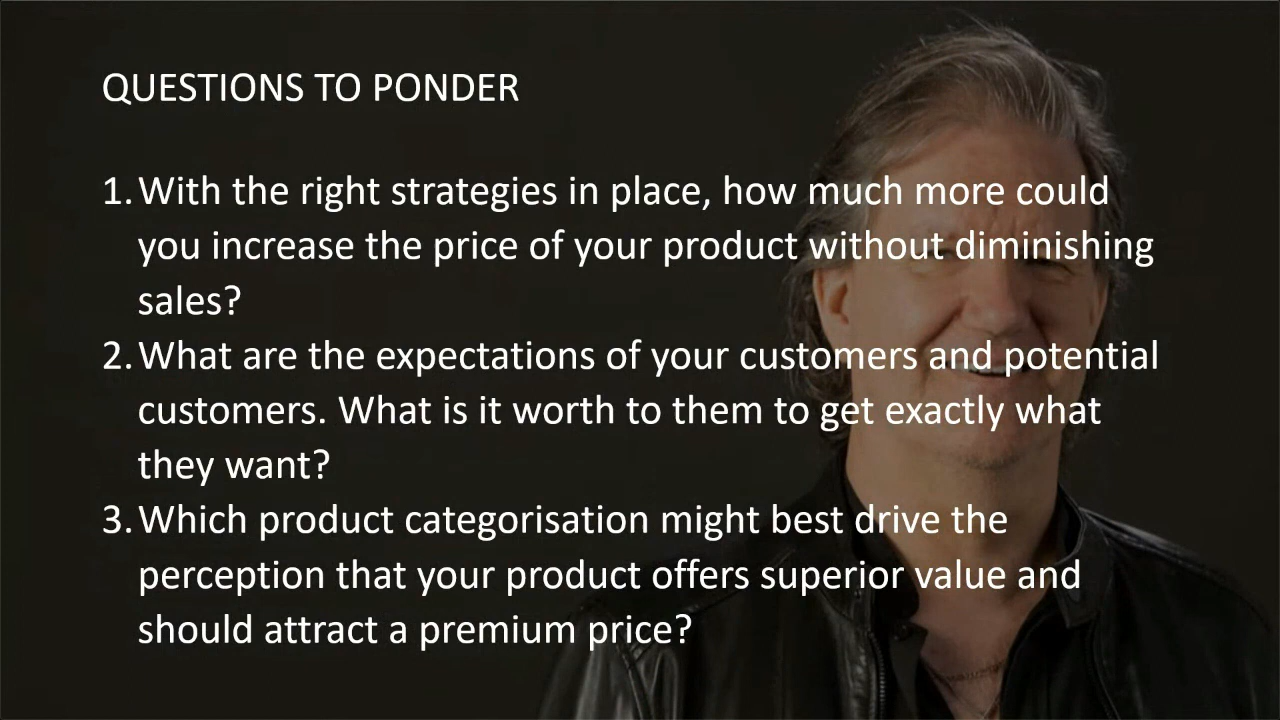 QUESTIONS TO PONDER
1. With the right strategies in place, how much more could
you increase the price of your product without diminishing
sales?
2. What are the expectations of your customers and potential
customers. What is it worth to them to get exactly what
they want?
3. Which product categorisation might best drive the
perception that your product offers superior value and
should attract a premium price?